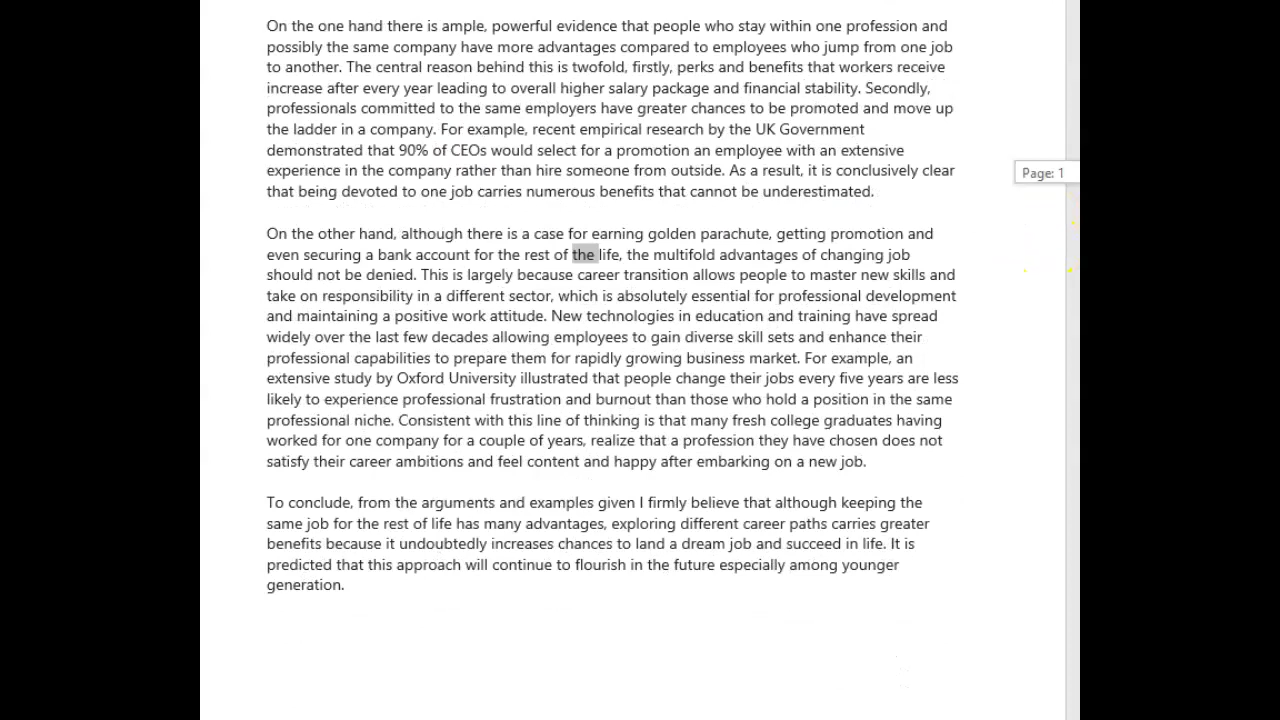 On the one hand there is ample, powerful evidence that people who stay within one profession and
possibly the same company have more advantages compared to employees who jump from one job
to another. The central reason behind this is twofold, firstly, perks and benefits that workers receive
increase after every year leading to overall higher salary package and financial stability. Secondly,
professionals committed to the same employers have greater chances to be promoted and move up
the ladder in a company. For example, recent empirical research by the UK Government
demonstrated that 90% of CEOs would select for a promotion an employee with an extensive
experience in the company rather than hire someone from outside. As a result, it is conclusively clear
that being devoted to one job carries numerous benefits that cannot be underestimated.
Page: 1
On the other hand, although there is a case for earning golden parachute, getting promotion and
even securing a bank account for the rest of the life, the multifold advantages of changing job
should not be denied. This is largely because career transition allows people to master new skills and
take on responsibility in a different sector, which is absolutely essential for professional development
and maintaining a positive work attitude. New technologies in education and training have spread
widely over the last few decades allowing employees to gain diverse skill sets and enhance their
professional capabilities to prepare them for rapidly growing business market. For example, an
extensive study by Oxford University illustrated that people change their jobs every five years are less
likely to experience professional frustration and burnout than those who hold a position in the same
professional niche. Consistent with this line of thinking is that many fresh college graduates having
worked for one company for a couple of years, realize that a profession they have chosen does not
satisfy their career ambitions and feel content and happy after embarking on a new job.
To conclude, from the arguments and examples given I firmly believe that although keeping the
same job for the rest of life has many advantages, exploring different career paths carries greater
benefits because it undoubtedly increases chances to land a dream job and succeed in life. It is
predicted that this approach will continue to flourish in the future especially among younger
generation.